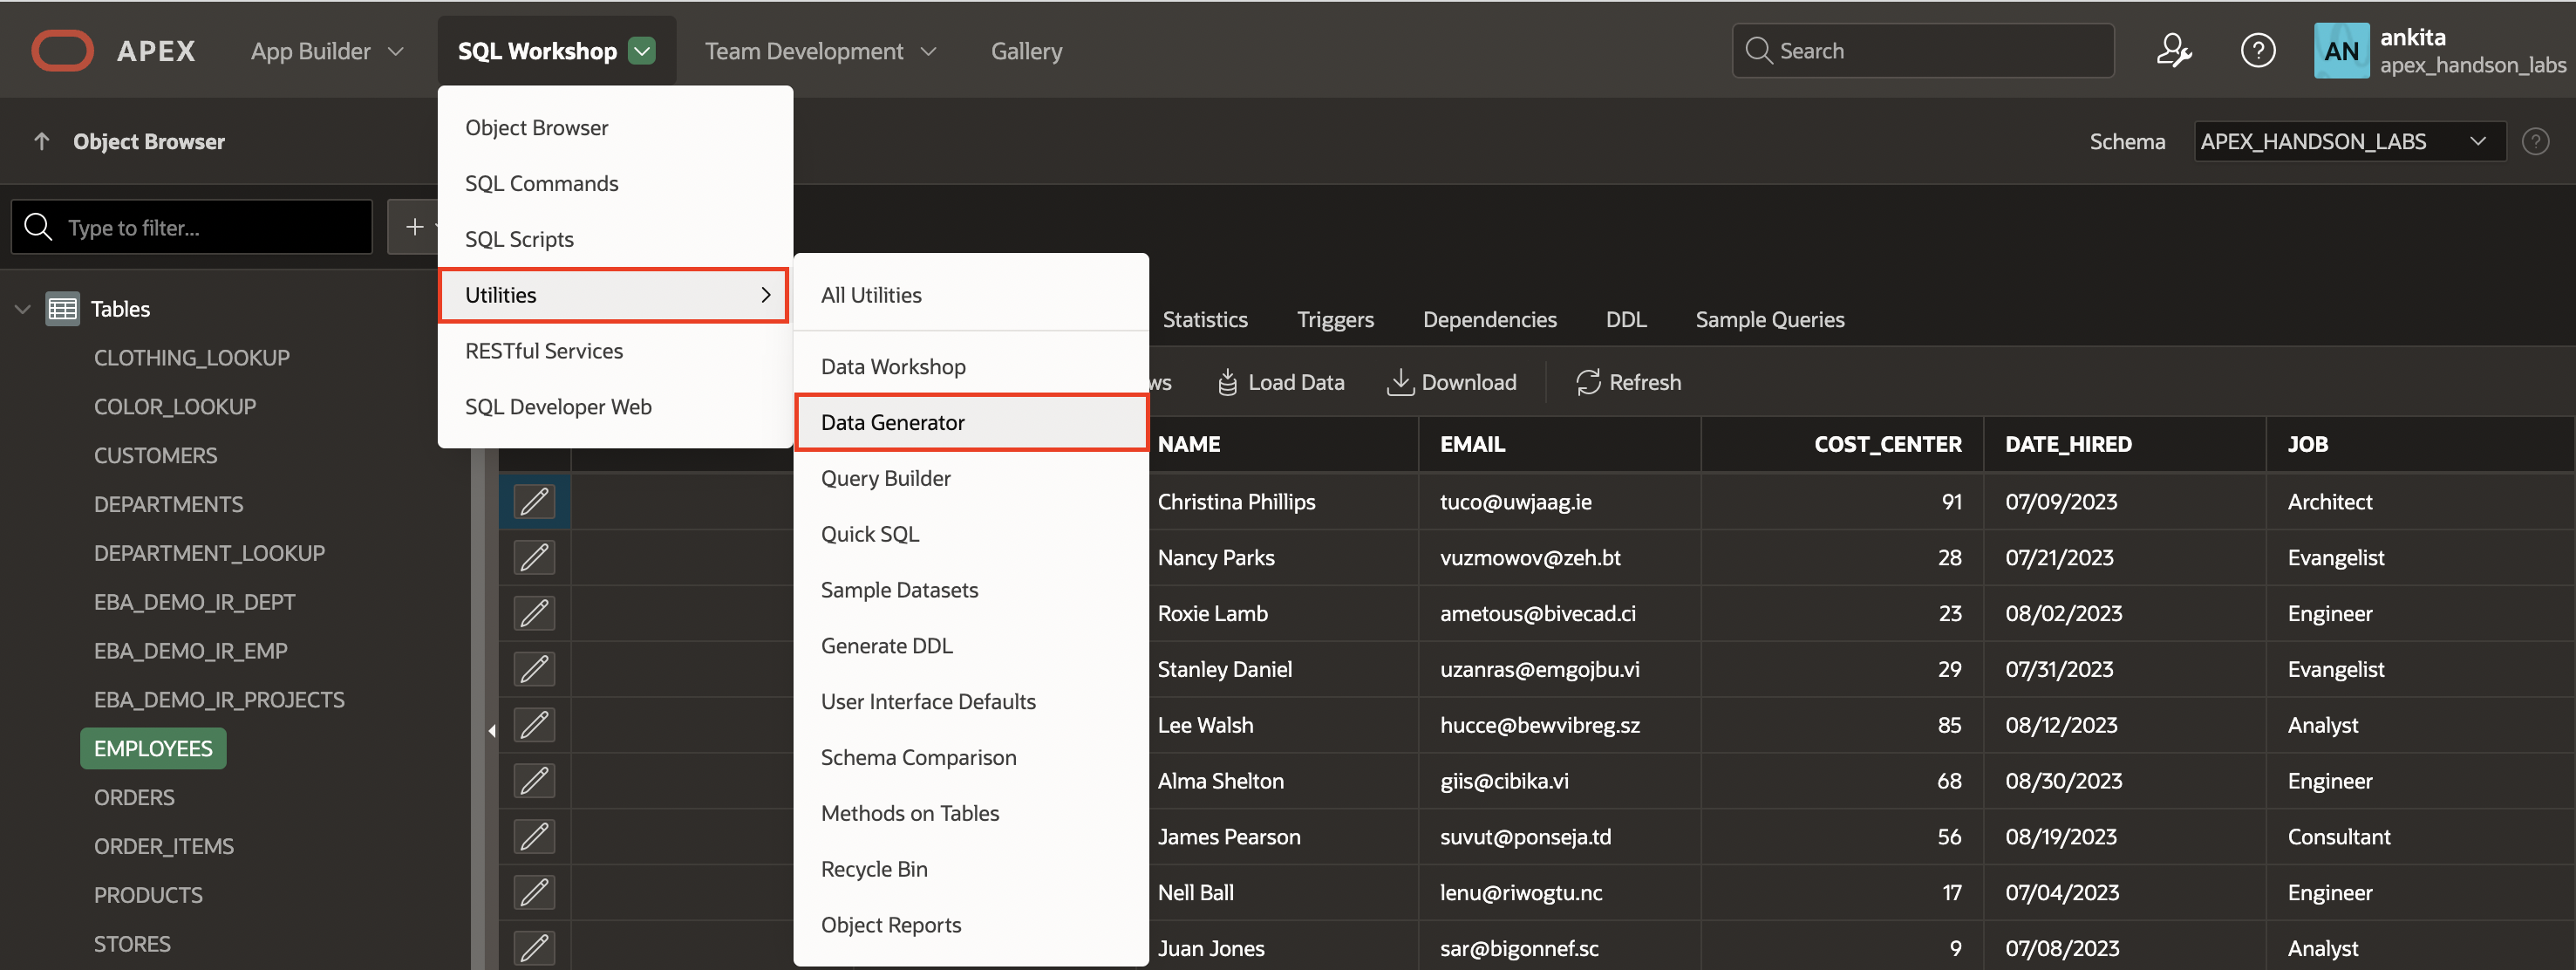 APEX
App Builder
SQL Workshop
Team Development
Gallery
Search
AN
ankita
apex_handson_labs
Object Browser
Schema
APEX_HANDSON_LABS
Type to filter...
Tables
CLOTHING_LOOKUP
COLOR_LOOKUP
CUSTOMERS
DEPARTMENTS
DEPARTMENT_LOOKUP
EBA_DEMO_IR_DEPT
EBA_DEMO_IR_EMP
EBA_DEMO_IR_PROJECTS
EMPLOYEES
ORDERS
ORDER_ITEMS
PRODUCTS
STORES
Object Browser
SQL Commands
SQL Scripts
Utilities
RESTful Services
SQL Developer Web
All Utilities
Data Workshop
Data Generator
Query Builder
Quick SQL
Sample Datasets
Generate DDL
User Interface Defaults
Schema Comparison
Methods on Tables
Recycle Bin
Object Reports
Statistics Triggers Dependencies DDL Sample Queries
ws Load Data Download Refresh
NAME EMAIL COST_CENTER DATE_HIRED JOB
Christina Phillips tuco@uwjaag.ie 91 07/09/2023 Architect
Nancy Parks vuzmowov@zeh.bt 28 07/21/2023 Evangelist
Roxie Lamb ametous@bivecad.ci 23 08/02/2023 Engineer
Stanley Daniel uzanras@emgojbu.vi 29 07/31/2023 Evangelist
Lee Walsh hucce@bewvibreg.sz 85 08/12/2023 Analyst
Alma Shelton giis@cibika.vi 68 08/30/2023 Engineer
James Pearson suvut@ponseja.td 56 08/19/2023 Consultant
Nell Ball lenu@riwogtu.nc 17 07/04/2023 Engineer
Juan Jones sar@bigonnef.sc 9 07/08/2023 Analyst